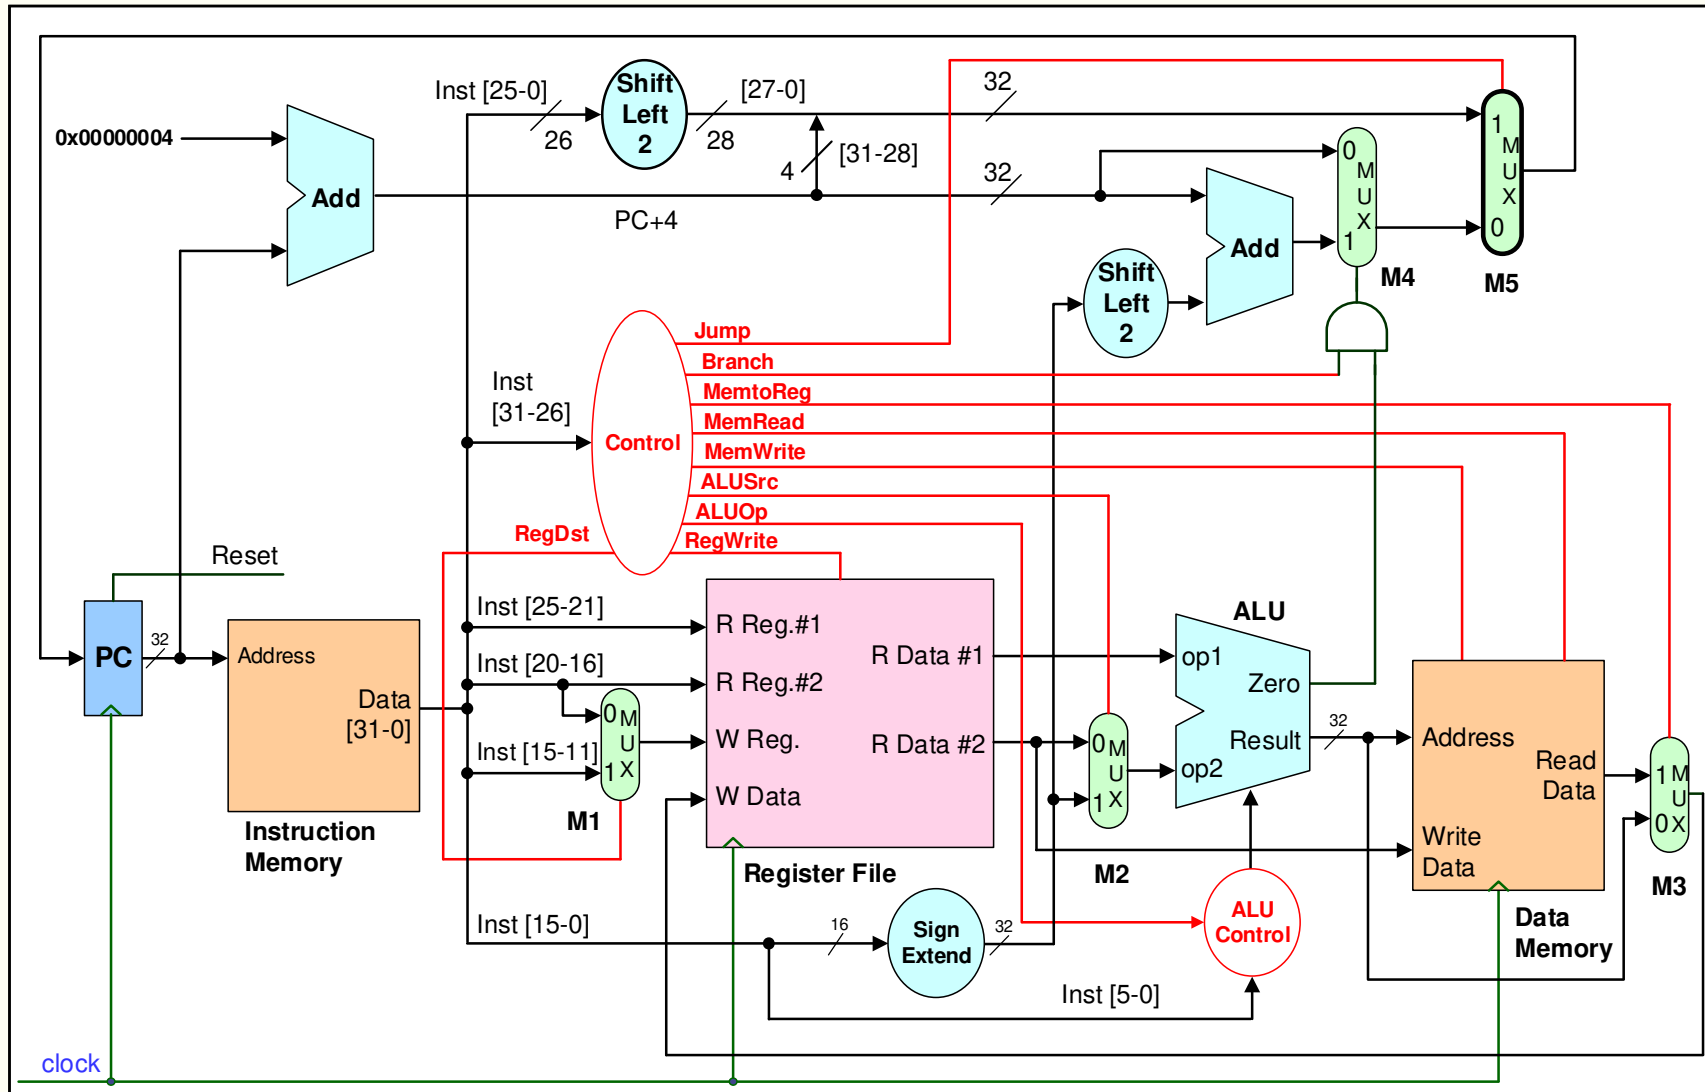 Inst [25-0]
26
Shift
Left
2
28
[27-0]
4
[31-28]
32
0x00000004
Add
PC+4
32
Add
Shift
Left
2
0
M
U
X
1
M4
1
M
U
X
0
M5
Inst
[31-26]
Control
Jump
Branch
MemtoReg
MemRead
MemWrite
ALUSrc
ALUOp
RegDst
RegWrite
Reset
PC
32
Address
Data
[31-0]
Instruction
Memory
Inst [25-21]
Inst [20-16]
Inst [15-11]
0
M
U
1
X
M1
R Reg.#1
R Reg.#2
W Reg.
W Data
R Data #1
R Data #2
Register File
0
M
U
1
X
M2
ALU
op1
Zero
Result
op2
32
Address
Read
Data
Write
Data
Data
Memory
1
M
U
0
X
M3
Inst [15-0]
16
Sign
Extend
32
ALU
Control
Inst [5-0]
clock